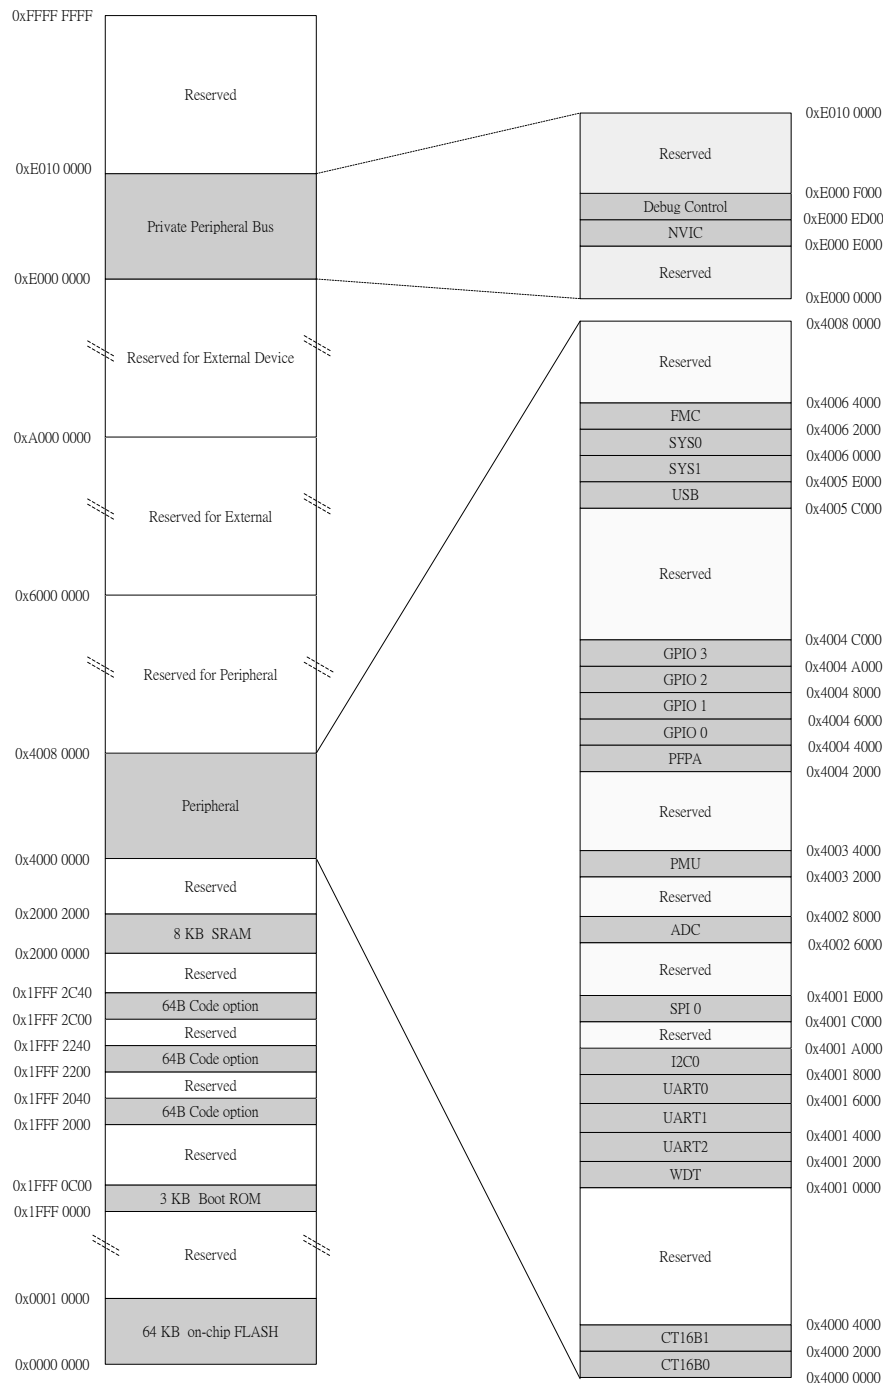 0xFFFF FFFF
Reserved
0xE010 0000
Private Peripheral Bus
0xE000 0000
Reserved for External Device
0xA000 0000
Reserved for External
0x6000 0000
Reserved for Peripheral
0x4008 0000
Peripheral
0x4000 0000
Reserved
0x2000 2000
8 KB SRAM
0x2000 0000
Reserved
0x1FFF 2C40
64B Code option
0x1FFF 2C00
Reserved
0x1FFF 2240
64B Code option
0x1FFF 2200
Reserved
0x1FFF 2040
64B Code option
0x1FFF 2000
Reserved
0x1FFF 0C00
3 KB Boot ROM
0x1FFF 0000
Reserved
0x0001 0000
64 KB on-chip FLASH
0x0000 0000
0xE010 0000
Reserved
0xE000 F000
Debug Control
0xE000 ED00
NVIC
0xE000 E000
Reserved
0xE000 0000
0x4008 0000
Reserved
0x4006 4000
FMC
0x4006 2000
SYS0
0x4006 0000
SYS1
0x4005 E000
USB
0x4005 C000
Reserved
0x4004 C000
GPIO 3
0x4004 A000
GPIO 2
0x4004 8000
GPIO 1
0x4004 6000
GPIO 0
0x4004 4000
PFPA
0x4004 2000
Reserved
0x4003 4000
PMU
0x4003 2000
Reserved
0x4002 8000
ADC
0x4002 6000
Reserved
0x4001 E000
SPI 0
0x4001 C000
Reserved
0x4001 A000
I2C0
0x4001 8000
UART0
0x4001 6000
UART1
0x4001 4000
UART2
0x4001 2000
WDT
0x4001 0000
Reserved
0x4000 4000
CT16B1
0x4000 2000
CT16B0
0x4000 0000